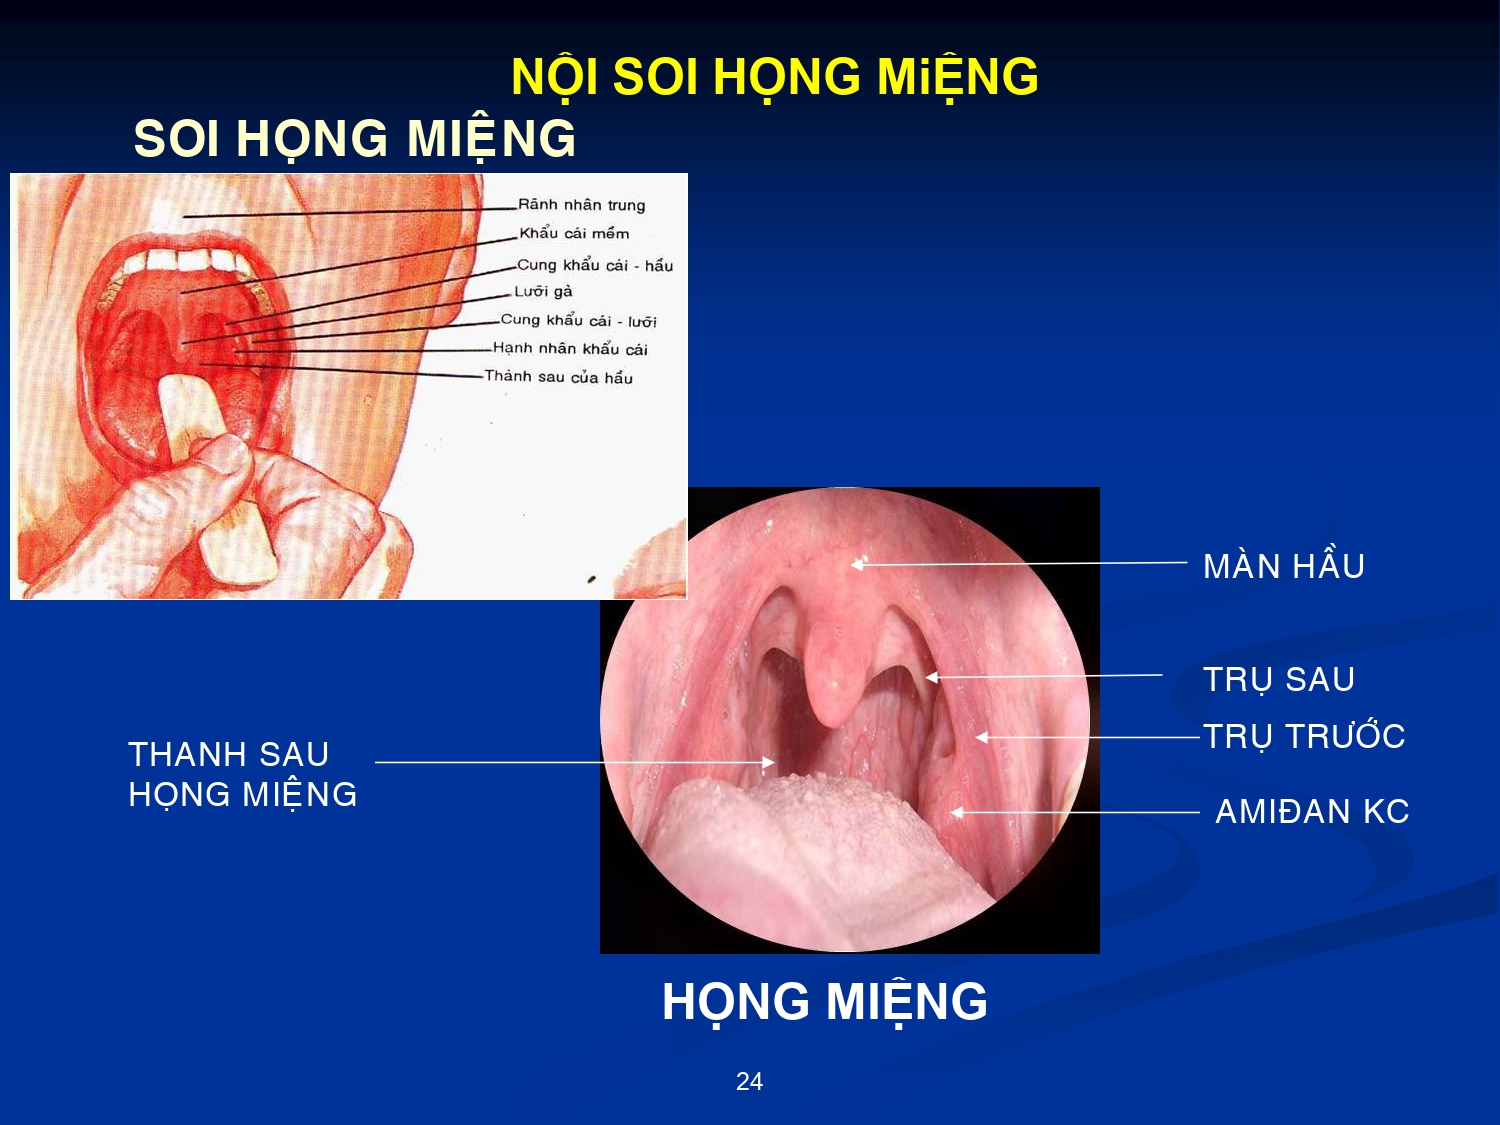 NỘI SOI HỌNG MiỆNG
SOI HỌNG MIỆNG
Rãnh nhân trung
Khẩu cái mềm
Cung khẩu cái - hầu
Lưỡi gà
Cung khẩu cái - lưỡi
Hạnh nhân khẩu cái
Thành sau của hầu
MÀN HẦU
TRỤ SAU
TRỤ TRƯỚC
AMIĐAN KC
THANH SAU
HỌNG MIỆNG
HỌNG MIỆNG
24